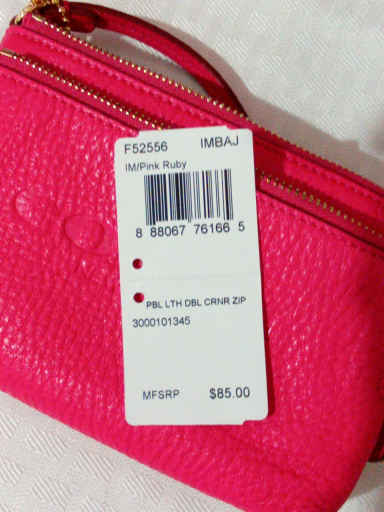 F52556 IMBAJ
IM/Pink Ruby
8 88067 76166 5
PBL LTH DBL CRNR ZIP
3000101345
MFSRP $85.00